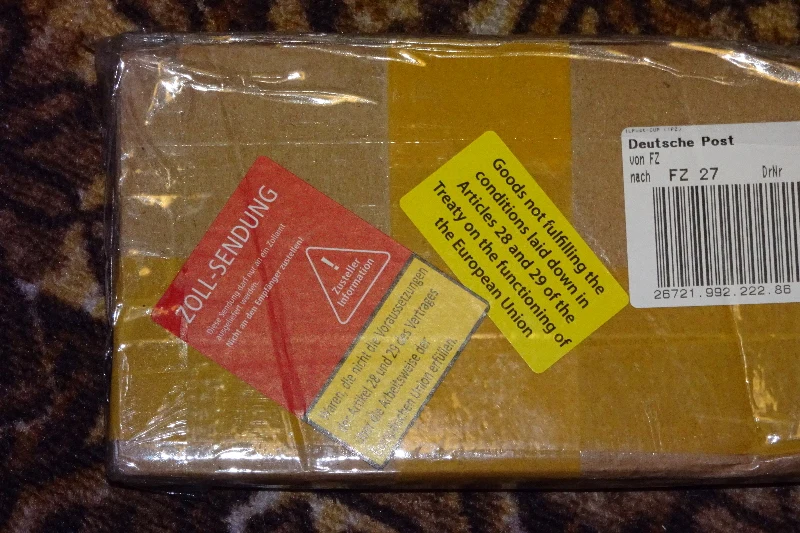 ZOLL-SENDUNG
Diese Sendung darf nur an ein Zollamt
ausgeliefert werden.
Nicht an den Empfänger zustellen!
!
Zusteller
Information
Waren, die nicht die Voraussetzungen
der Artikel 28 und 29 des Vertrages
über die Arbeitsweise der
Europäischen Union erfüllen.
Goods not fulfilling the
conditions laid down in
Articles 28 and 29 of the
Treaty on the functioning of
the European Union
Deutsche Post
von FZ
nach FZ 27 DrNr
26721.992.222.86